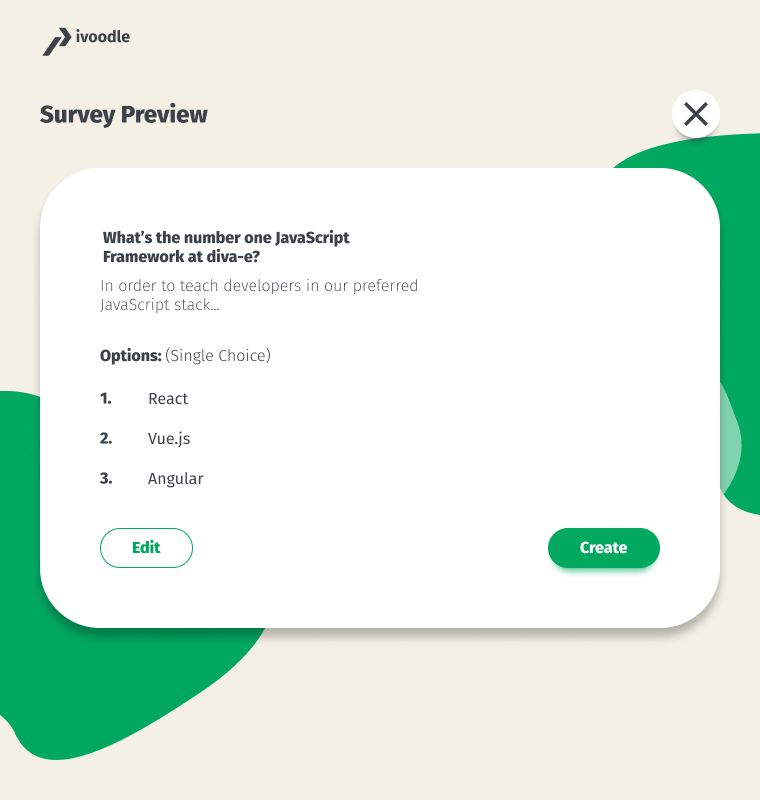 ivoodle
Survey Preview
What’s the number one JavaScript
Framework at diva-e?
In order to teach developers in our preferred
JavaScript stack...
Options: (Single Choice)
1. React
2. Vue.js
3. Angular
Edit
Create